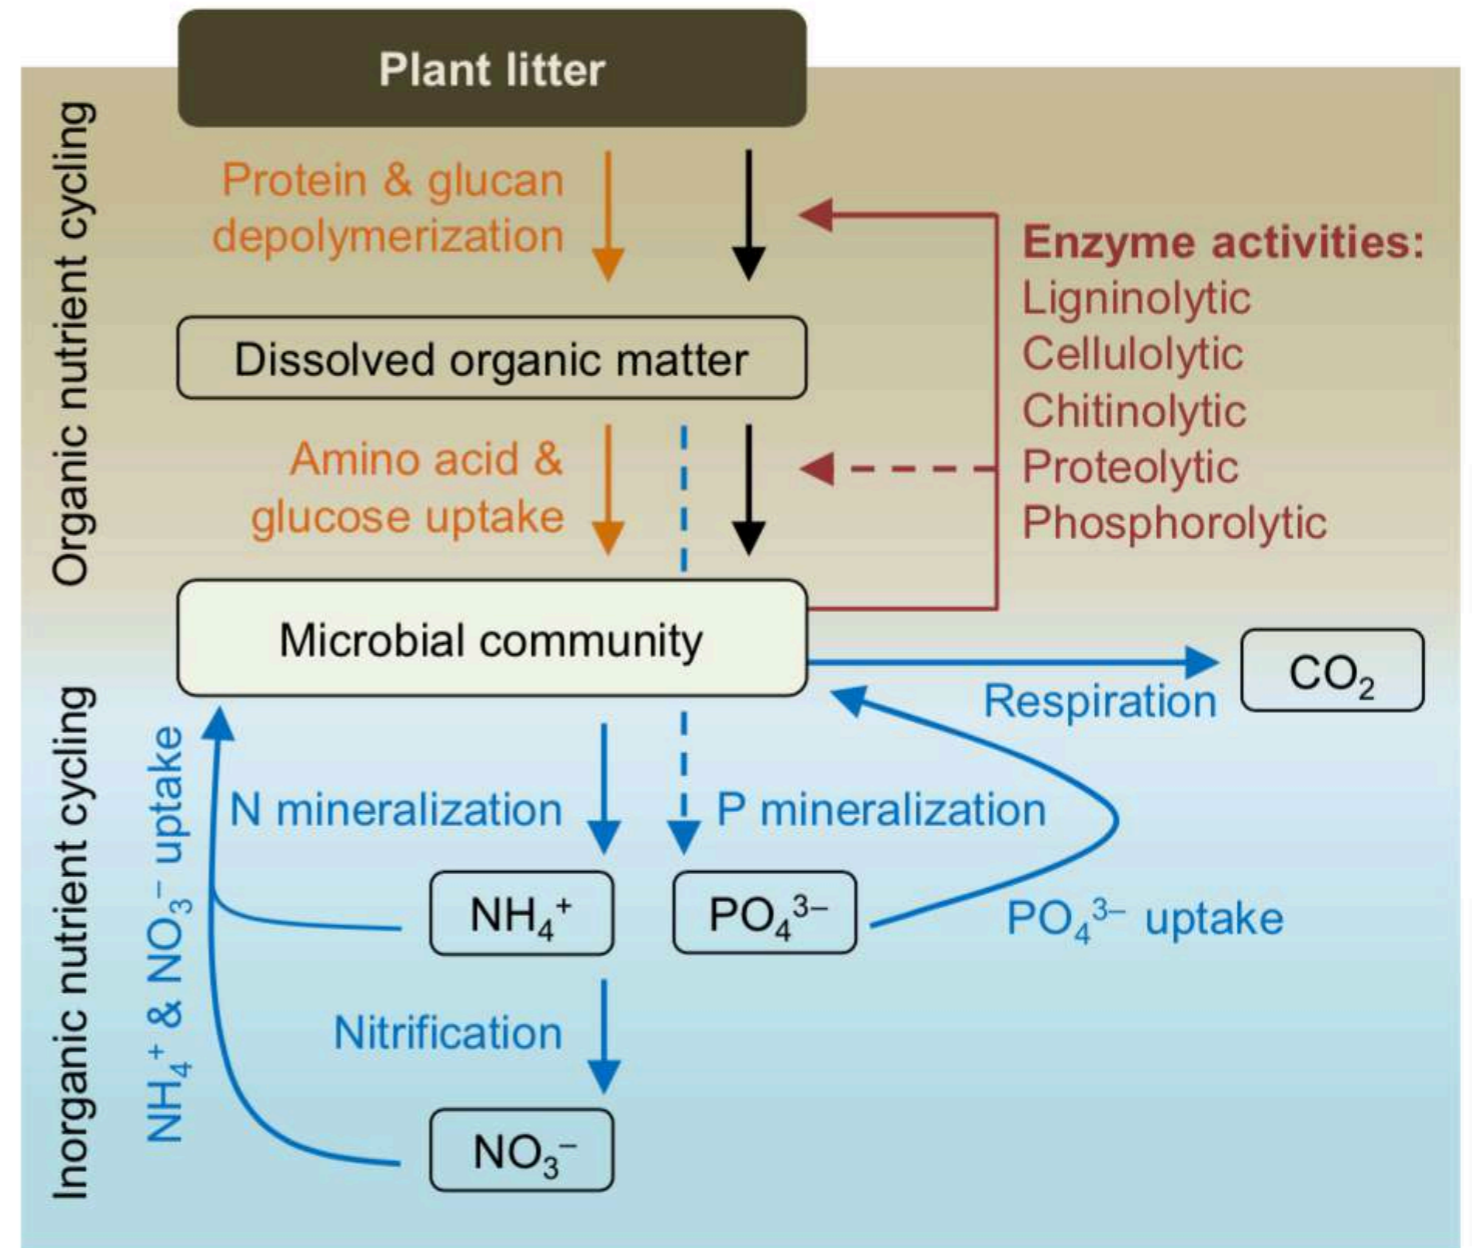 Plant litter
Organic nutrient cycling
Protein & glucan
depolymerization
Enzyme activities:
Ligninolytic
Cellulolytic
Chitinolytic
Proteolytic
Phosphorolytic
Dissolved organic matter
Amino acid &
glucose uptake
Microbial community
Respiration
CO₂
Inorganic nutrient cycling
NH₄⁺ & NO₃⁻ uptake
N mineralization
P mineralization
NH₄⁺
PO₄³⁻
PO₄³⁻ uptake
Nitrification
NO₃⁻